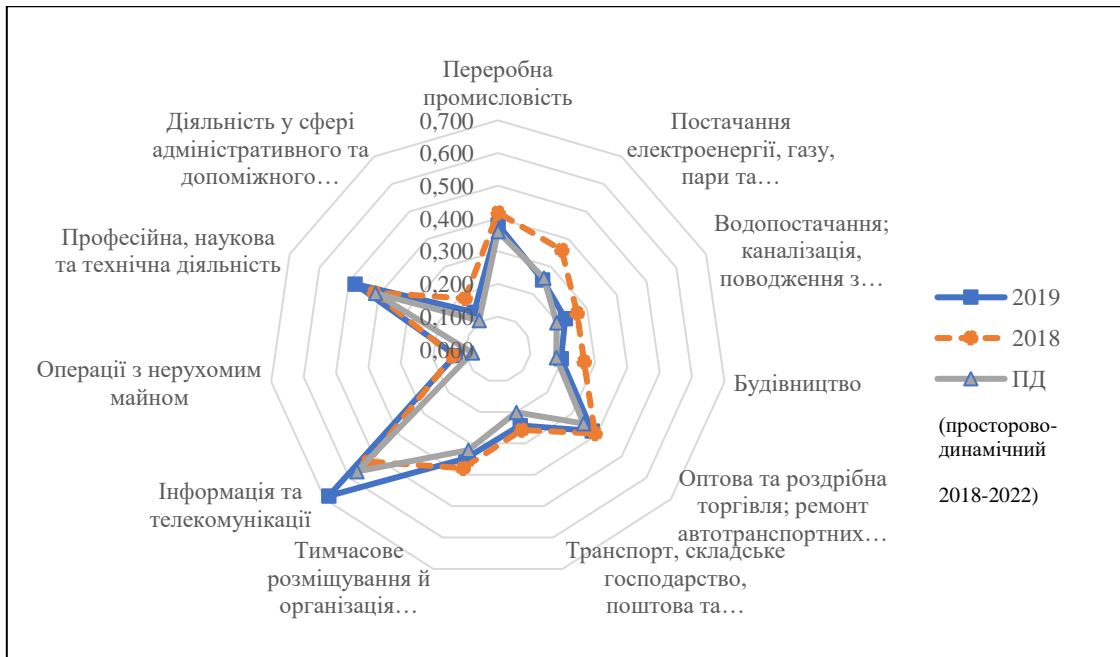 Переробна
промисловість
Постачання
електроенергії, газу,
пари та…
Водопостачання;
каналізація,
поводження з…
Будівництво
Оптова та роздрібна
торгівля; ремонт
автотранспортних…
Транспорт, складське
господарство,
поштова та…
Тимчасове
розміщування й
організація…
Інформація та
телекомунікації
Операції з нерухомим
майном
Професійна, наукова
та технічна діяльність
Діяльність у сфері
адміністративного та
допоміжного…
0,700
0,600
0,500
0,400
0,300
0,200
0,100
0,000
2019
2018
ПД
(просторово-
динамічний
2018-2022)